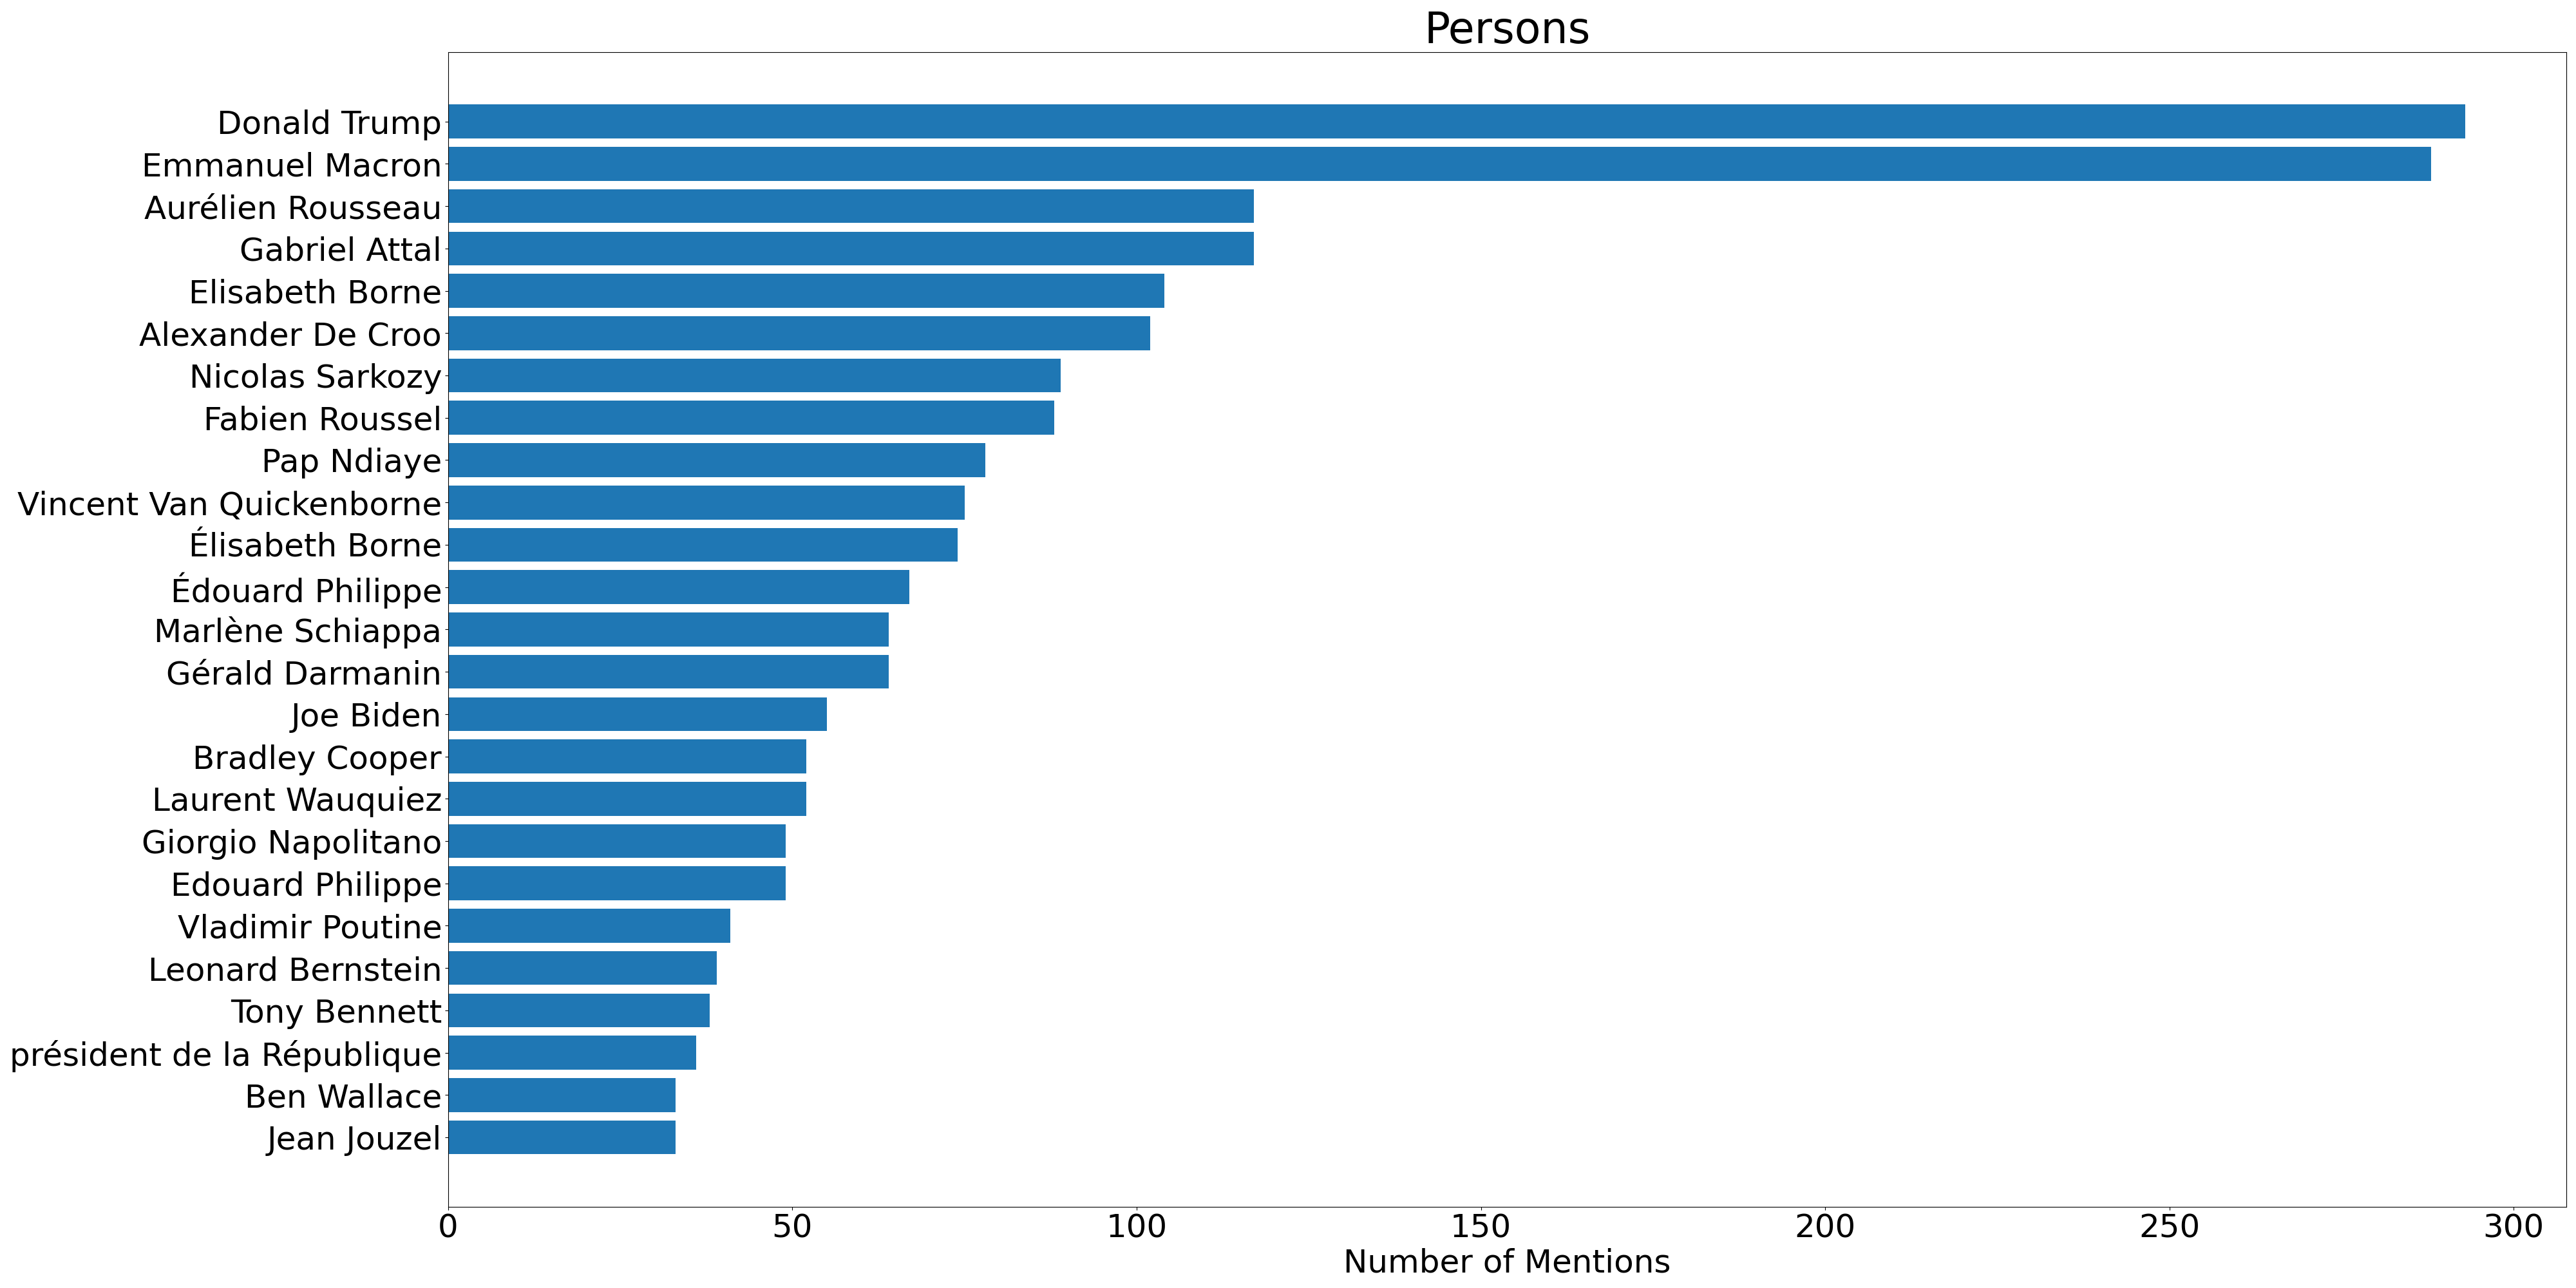 Persons
Donald Trump
Emmanuel Macron
Aurélien Rousseau
Gabriel Attal
Elisabeth Borne
Alexander De Croo
Nicolas Sarkozy
Fabien Roussel
Pap Ndiaye
Vincent Van Quickenborne
Élisabeth Borne
Édouard Philippe
Marlène Schiappa
Gérald Darmanin
Joe Biden
Bradley Cooper
Laurent Wauquiez
Giorgio Napolitano
Edouard Philippe
Vladimir Poutine
Leonard Bernstein
Tony Bennett
président de la République
Ben Wallace
Jean Jouzel
0 50 100 150 200 250 300
Number of Mentions